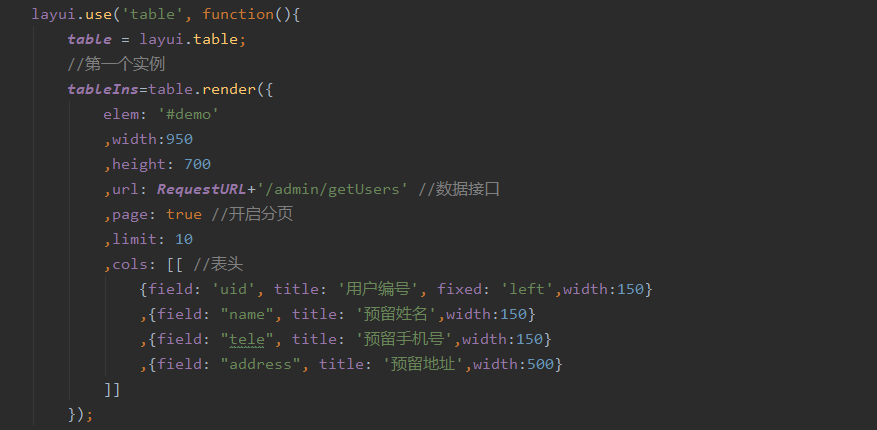 layui.use('table', function(){
table = layui.table;
//第一个实例
tableIns=table.render({
elem: '#demo'
,width:950
,height: 700
,url: RequestURL+'/admin/getUsers' //数据接口
,page: true //开启分页
,limit: 10
,cols: [[ //表头
{field: 'uid', title: '用户编号', fixed: 'left',width:150}
,{field: "name", title: '预留姓名',width:150}
,{field: "tele", title: '预留手机号',width:150}
,{field: "address", title: '预留地址',width:500}
]]
});